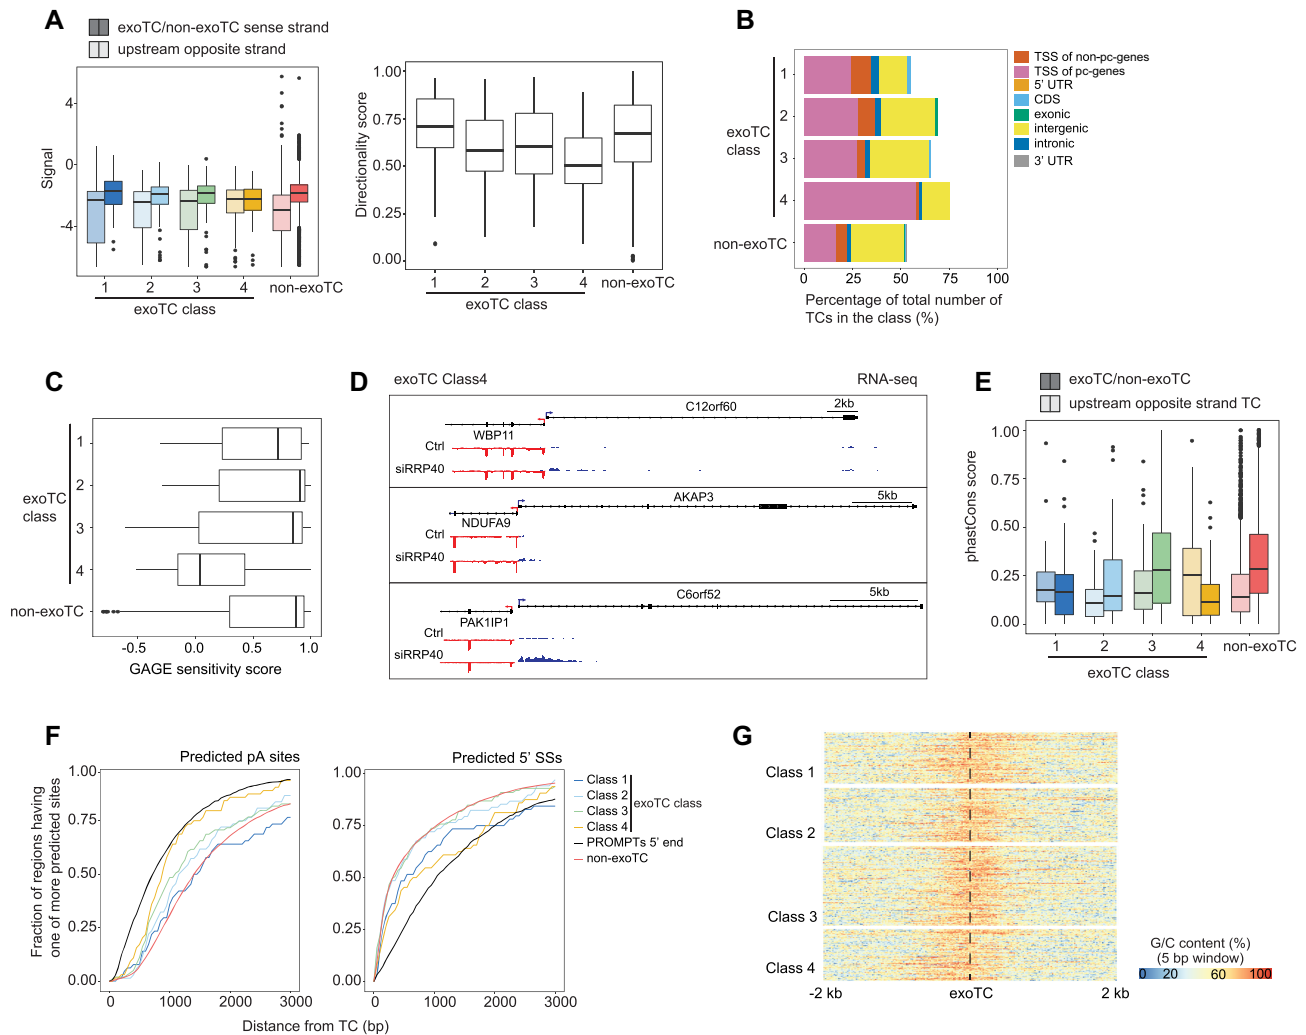 A
exoTC/non-exoTC sense strand
upstream opposite strand
Signal
4
0
-4
1
2
3
4
non-exoTC
exoTC class
Directionality score
1.00
0.75
0.50
0.25
0.00
1
2
3
4
non-exoTC
exoTC class
B
exoTC
class
1
2
3
4
non-exoTC
0
25
50
75
100
Percentage of total number of
TCs in the class (%)
TSS of non-pc-genes
TSS of pc-genes
5' UTR
CDS
exonic
intergenic
intronic
3' UTR
C
exoTC
class
1
2
3
4
non-exoTC
-0.5
0.0
0.5
1.0
GAGE sensitivity score
D
exoTC Class4
RNA-seq
C12orf60
2kb
WBP11
Ctrl
siRRP40
AKAP3
5kb
NDUFA9
Ctrl
siRRP40
C6orf52
5kb
PAK1IP1
Ctrl
siRRP40
E
exoTC/non-exoTC
upstream opposite strand TC
phastCons score
1.00
0.75
0.50
0.25
0.00
1
2
3
4
non-exoTC
exoTC class
F
Predicted pA sites
Fraction of regions having
one of more predicted sites
1.00
0.75
0.50
0.25
0.00
0
1000
2000
3000
Predicted 5' SSs
1.00
0.75
0.50
0.25
0.00
0
1000
2000
3000
Distance from TC (bp)
Class 1
Class 2
Class 3
Class 4
exoTC class
PROMPTs 5' end
non-exoTC
G
Class 1
Class 2
Class 3
Class 4
-2 kb
exoTC
2 kb
G/C content (%)
(5 bp window)
0
20
60
100